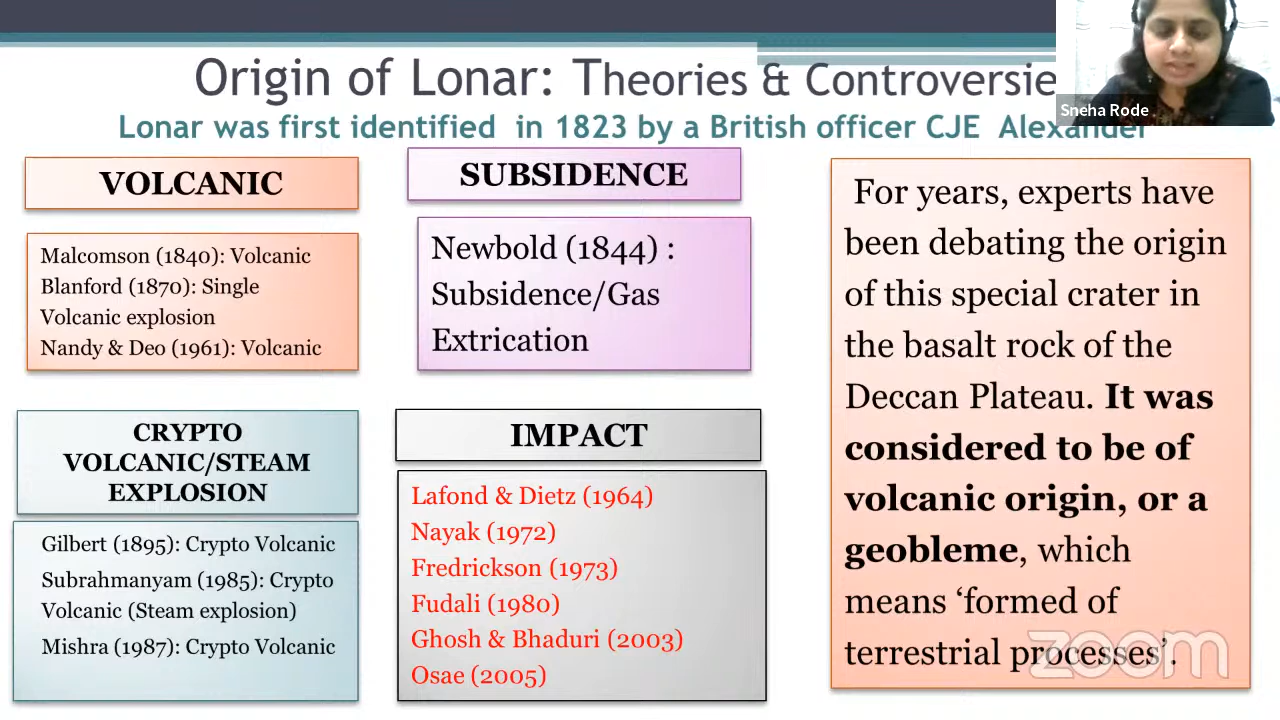 Origin of Lonar: Theories & Controversie
Lonar was first identified in 1823 by a British officer CJE Alexander
Sneha Rode
VOLCANIC
Malcomson (1840): Volcanic
Blanford (1870): Single
Volcanic explosion
Nandy & Deo (1961): Volcanic
SUBSIDENCE
Newbold (1844) :
Subsidence/Gas
Extrication
CRYPTO
VOLCANIC/STEAM
EXPLOSION
Gilbert (1895): Crypto Volcanic
Subrahmanyam (1985): Crypto
Volcanic (Steam explosion)
Mishra (1987): Crypto Volcanic
IMPACT
Lafond & Dietz (1964)
Nayak (1972)
Fredrickson (1973)
Fudali (1980)
Ghosh & Bhaduri (2003)
Osae (2005)
For years, experts have
been debating the origin
of this special crater in
the basalt rock of the
Deccan Plateau. It was
considered to be of
volcanic origin, or a
geobleme, which
means ‘formed of
terrestrial processes’.
zoom